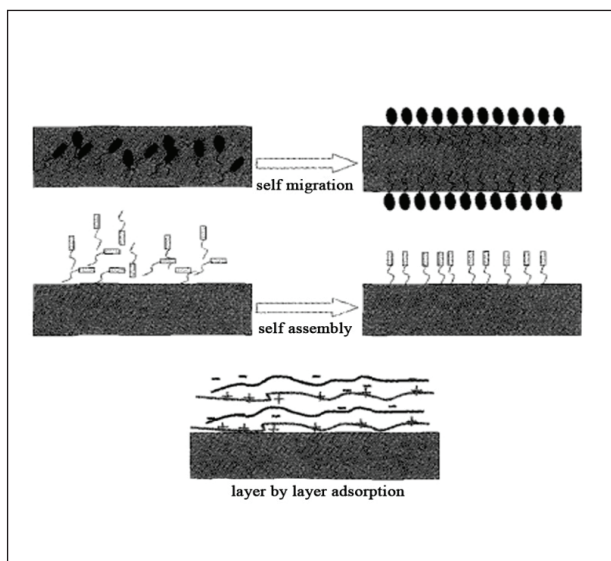 self migration
self assembly
layer by layer adsorption